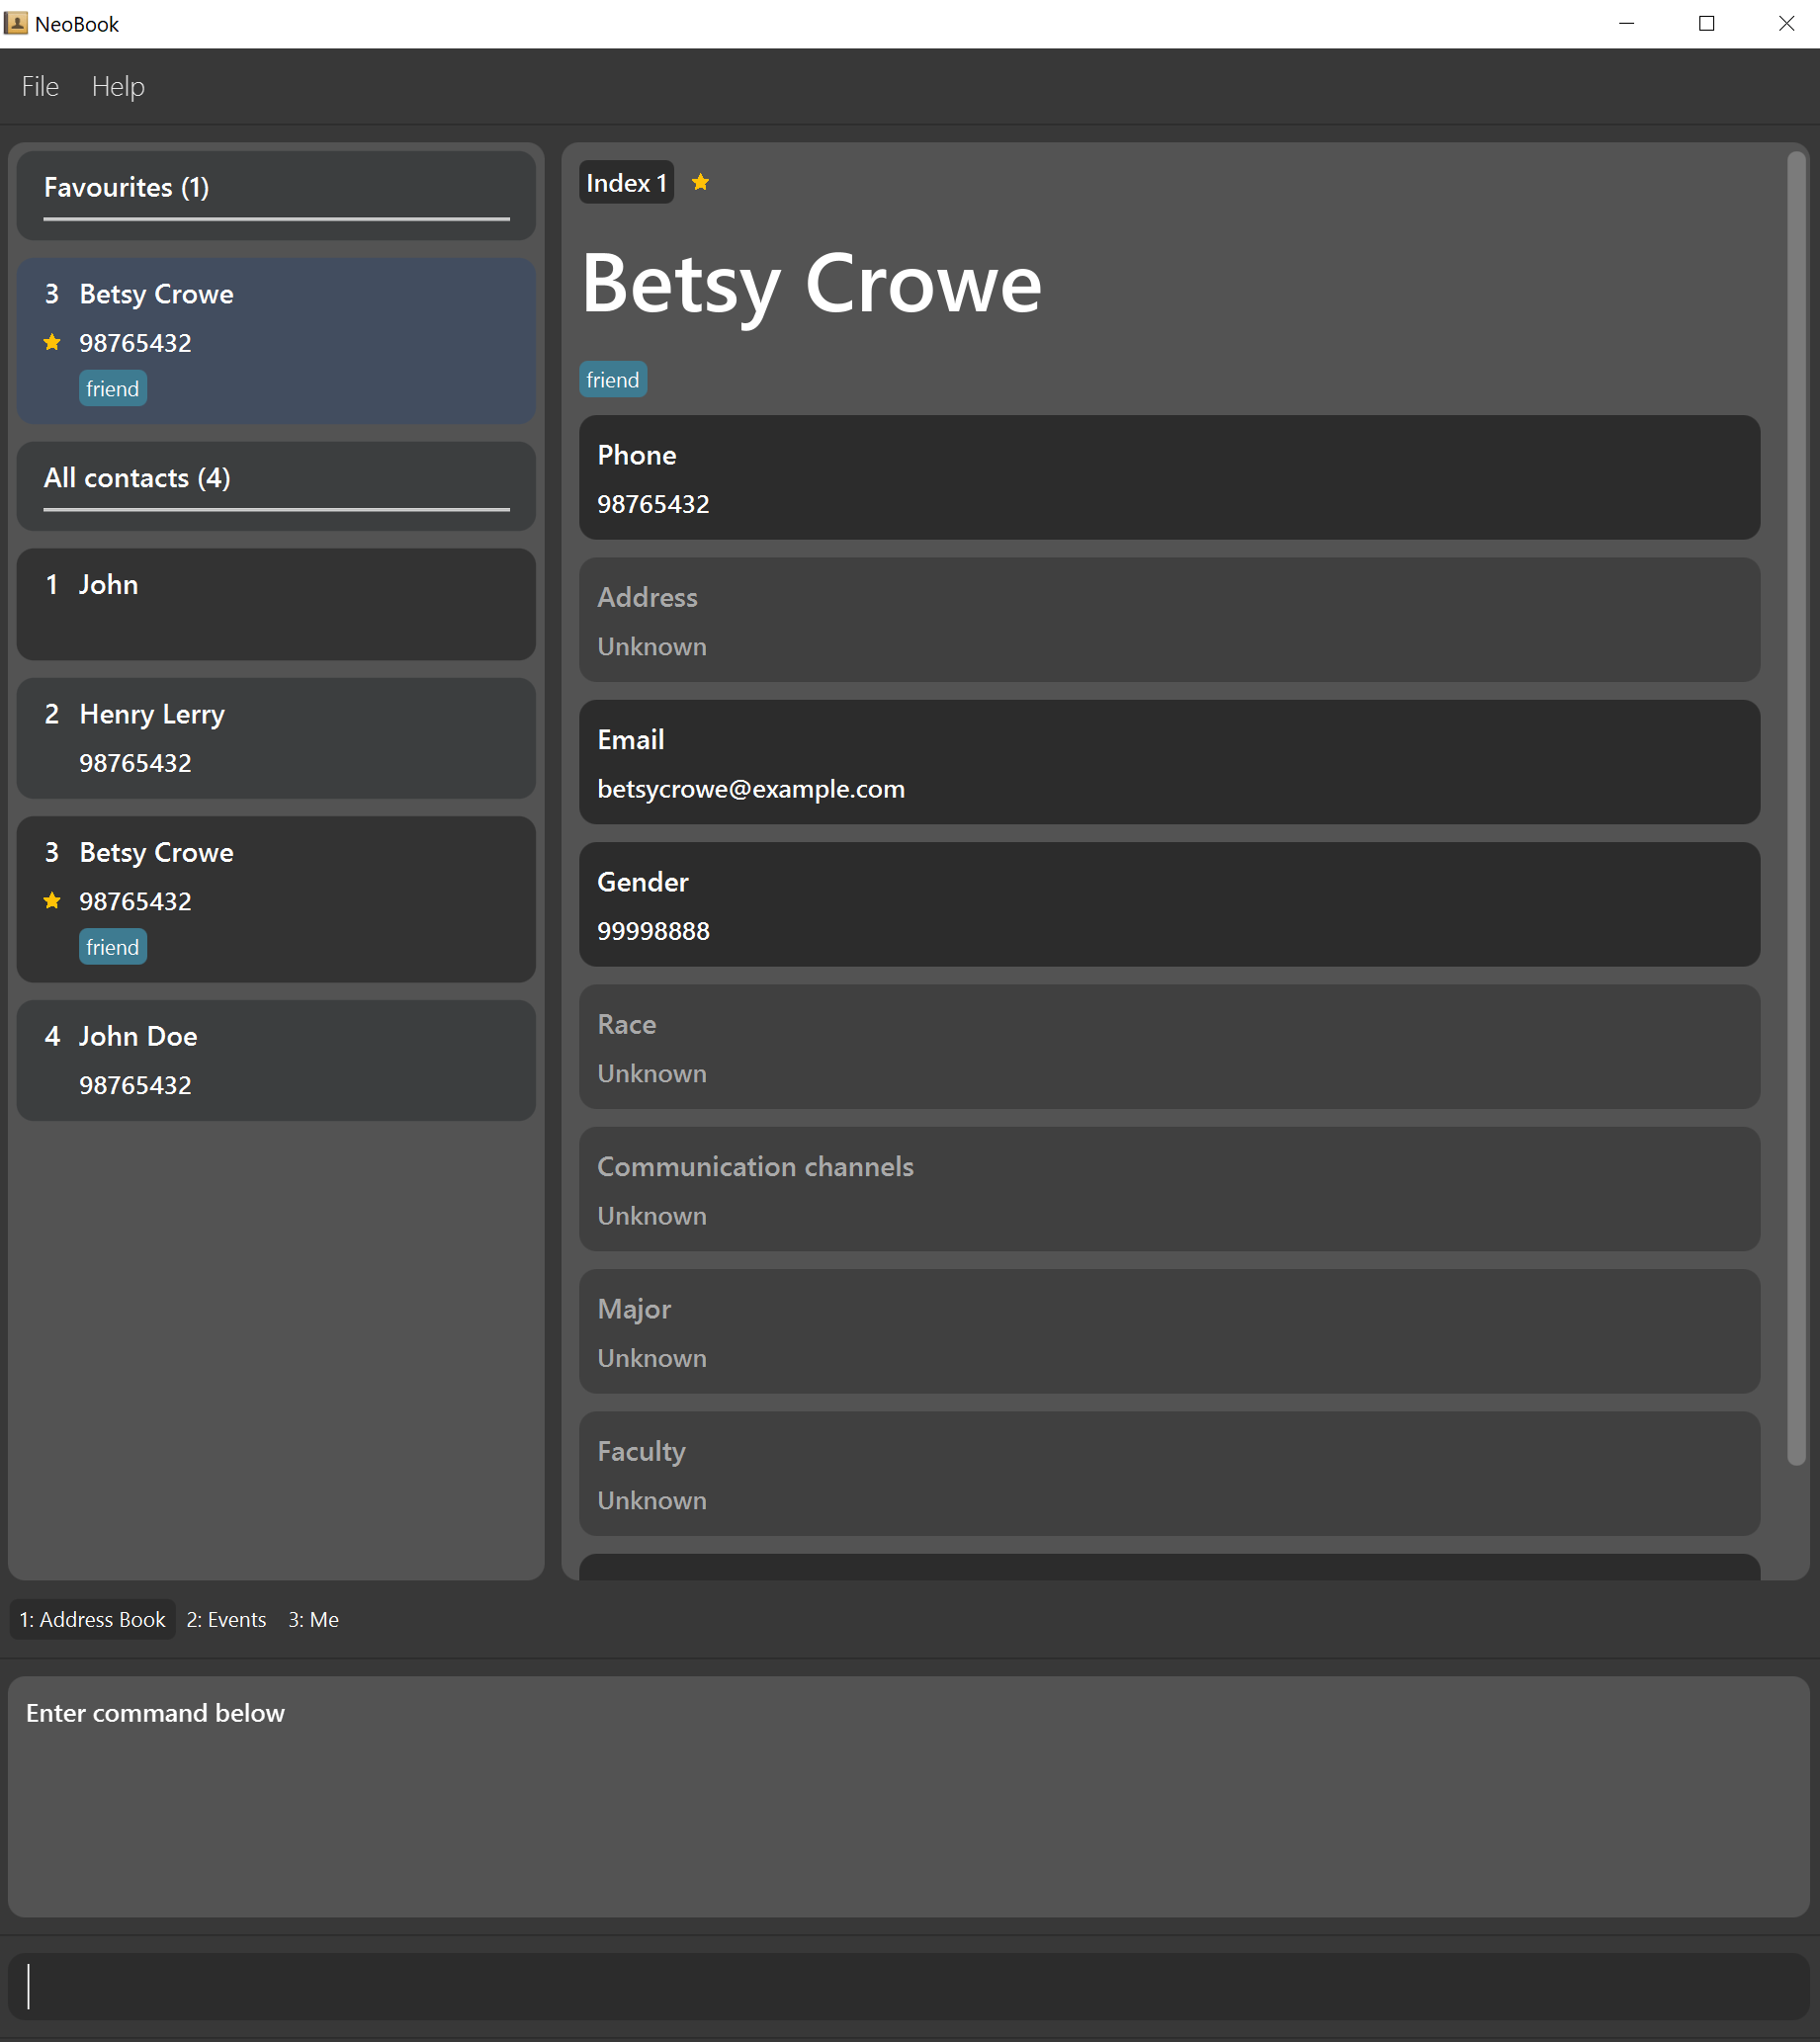 NeoBook
File Help
Favourites (1)
3 Betsy Crowe
98765432
friend
All contacts (4)
1 John
2 Henry Lerry
98765432
3 Betsy Crowe
98765432
friend
4 John Doe
98765432
Index 1
Betsy Crowe
friend
Phone
98765432
Address
Unknown
Email
betsycrowe@example.com
Gender
99998888
Race
Unknown
Communication channels
Unknown
Major
Unknown
Faculty
Unknown
1: Address Book 2: Events 3: Me
Enter command below